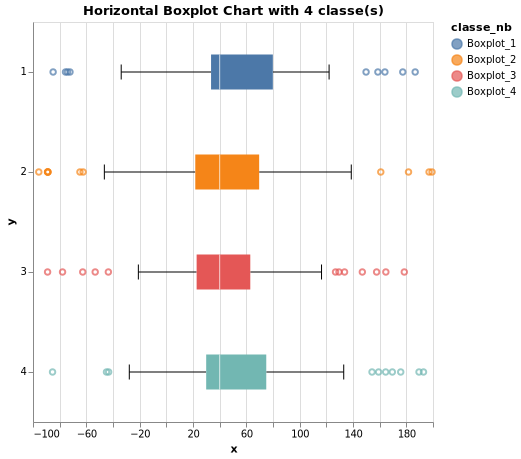 Horizontal Boxplot Chart with 4 classe(s)
classe_nb
Boxplot_1
Boxplot_2
Boxplot_3
Boxplot_4
1
2
y
3
4
−100 −60 −20 20 60 100 140 180
x